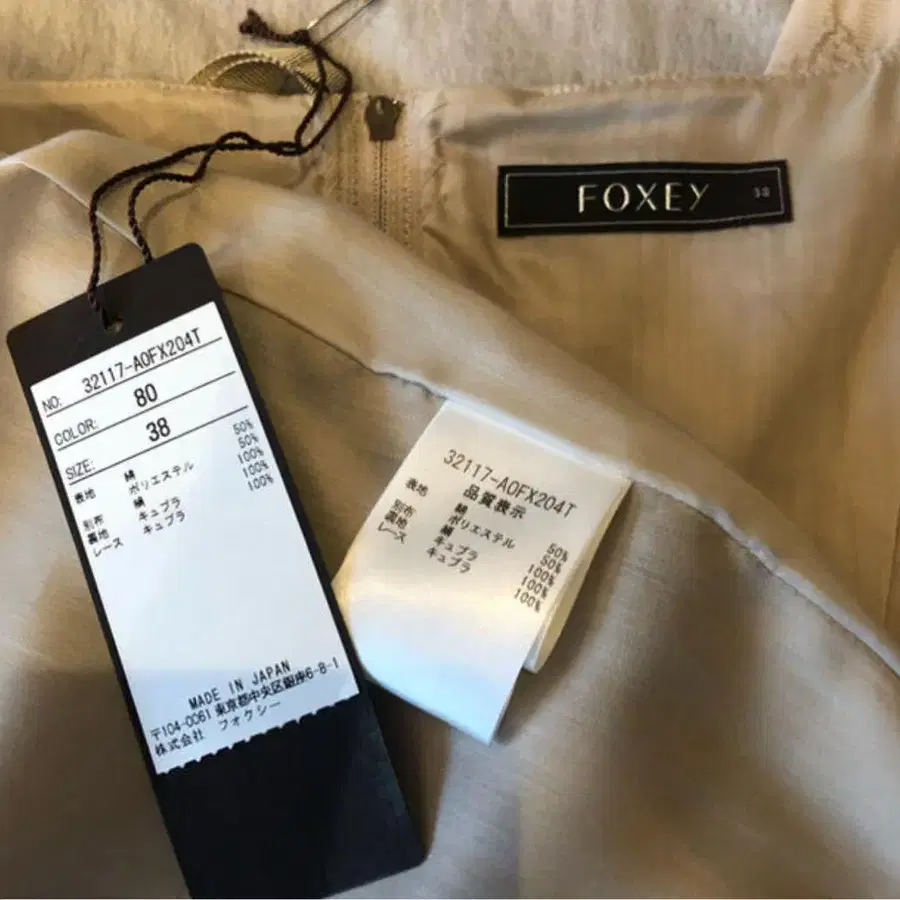 FOXEY 38
NO: 32117-A0FX204T
COLOR: 80
SIZE: 38
表地 綿 50%
ポリエステル 50%
別布 綿 100%
裏地 キュプラ 100%
レース キュプラ 100%
MADE IN JAPAN
〒104-0061 東京都中央区銀座6-8-1
株式会社 フォクシー
32117-A0FX204T
品質表示
表地 綿 50%
ポリエステル 50%
別布 綿 100%
裏地 キュプラ 100%
レース キュプラ 100%